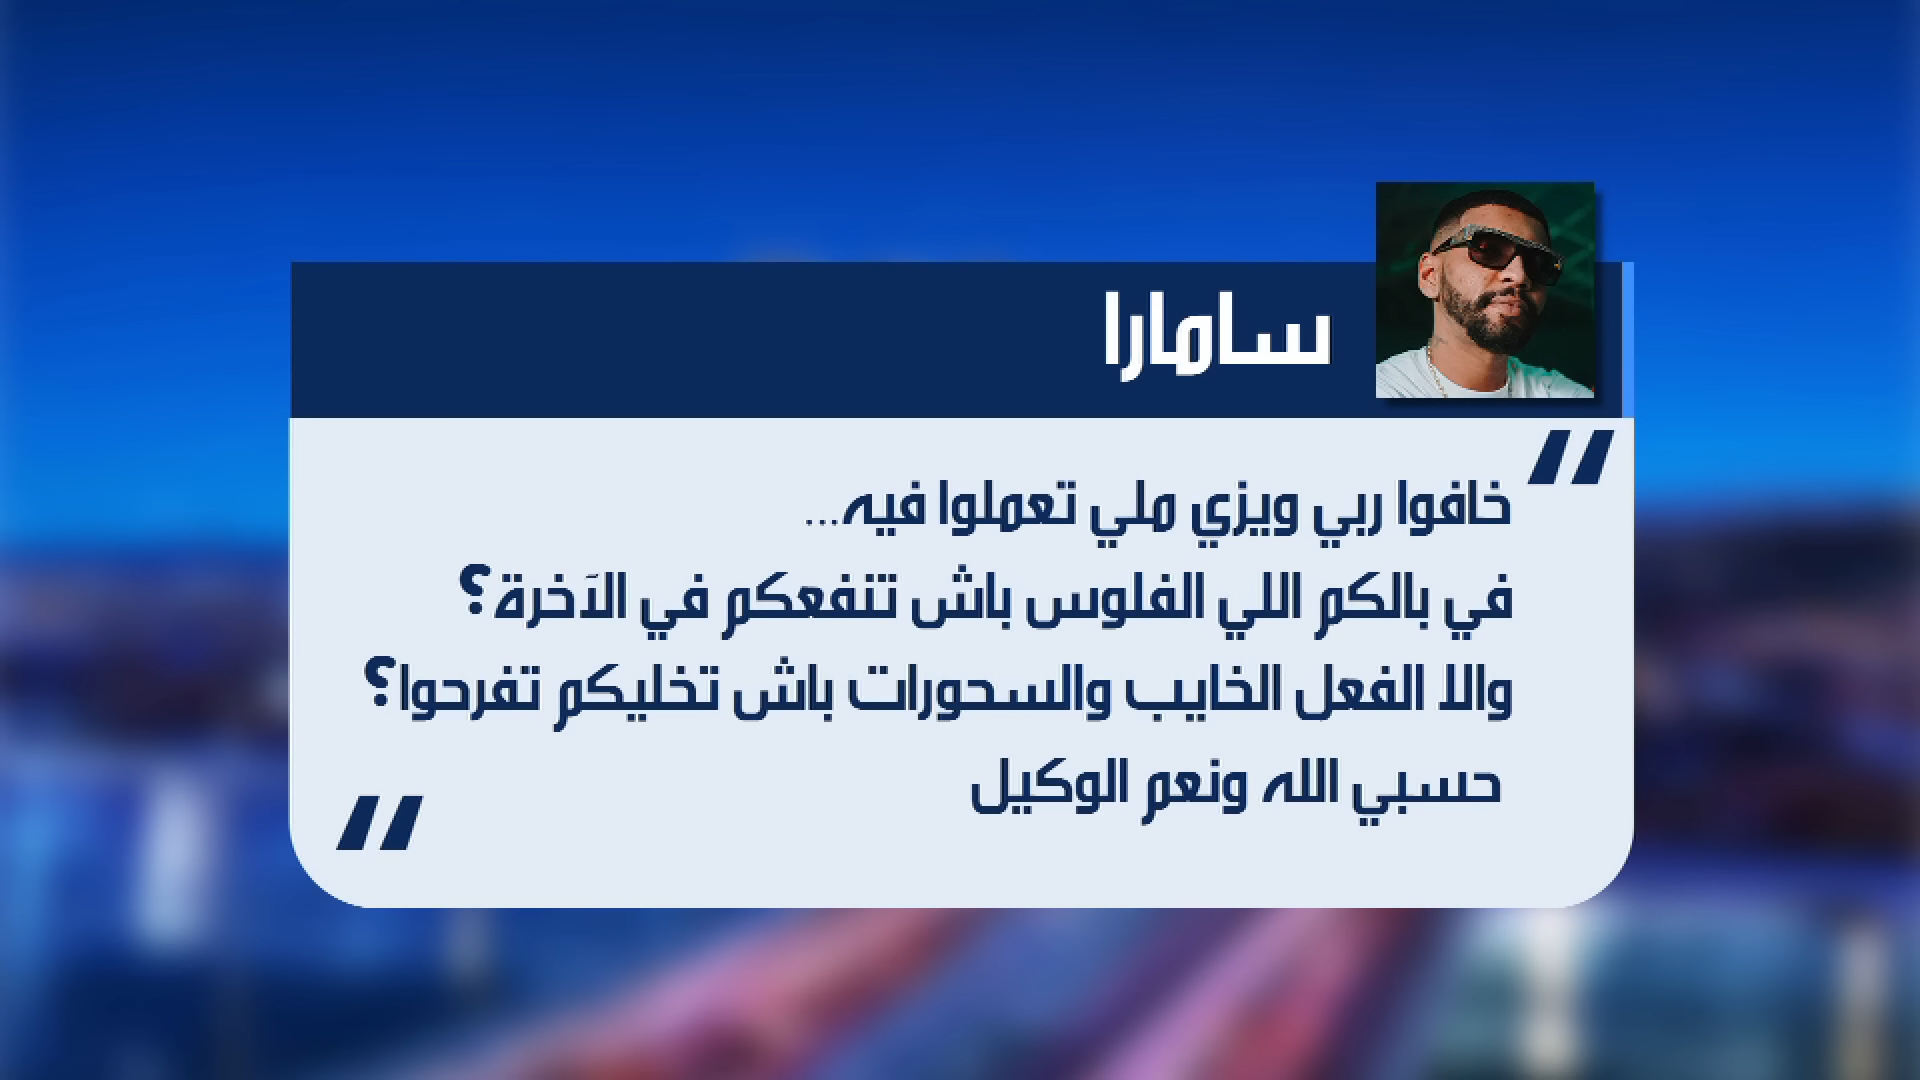 سامارا
"خافوا ربي ويزي ملي تعملوا فيه...
في بالكم اللي الفلوس باش تنفعكم في الآخرة؟
والا الفعل الخايب والسحورات باش تخليكم تفرحوا؟
حسبي الله ونعم الوكيل"